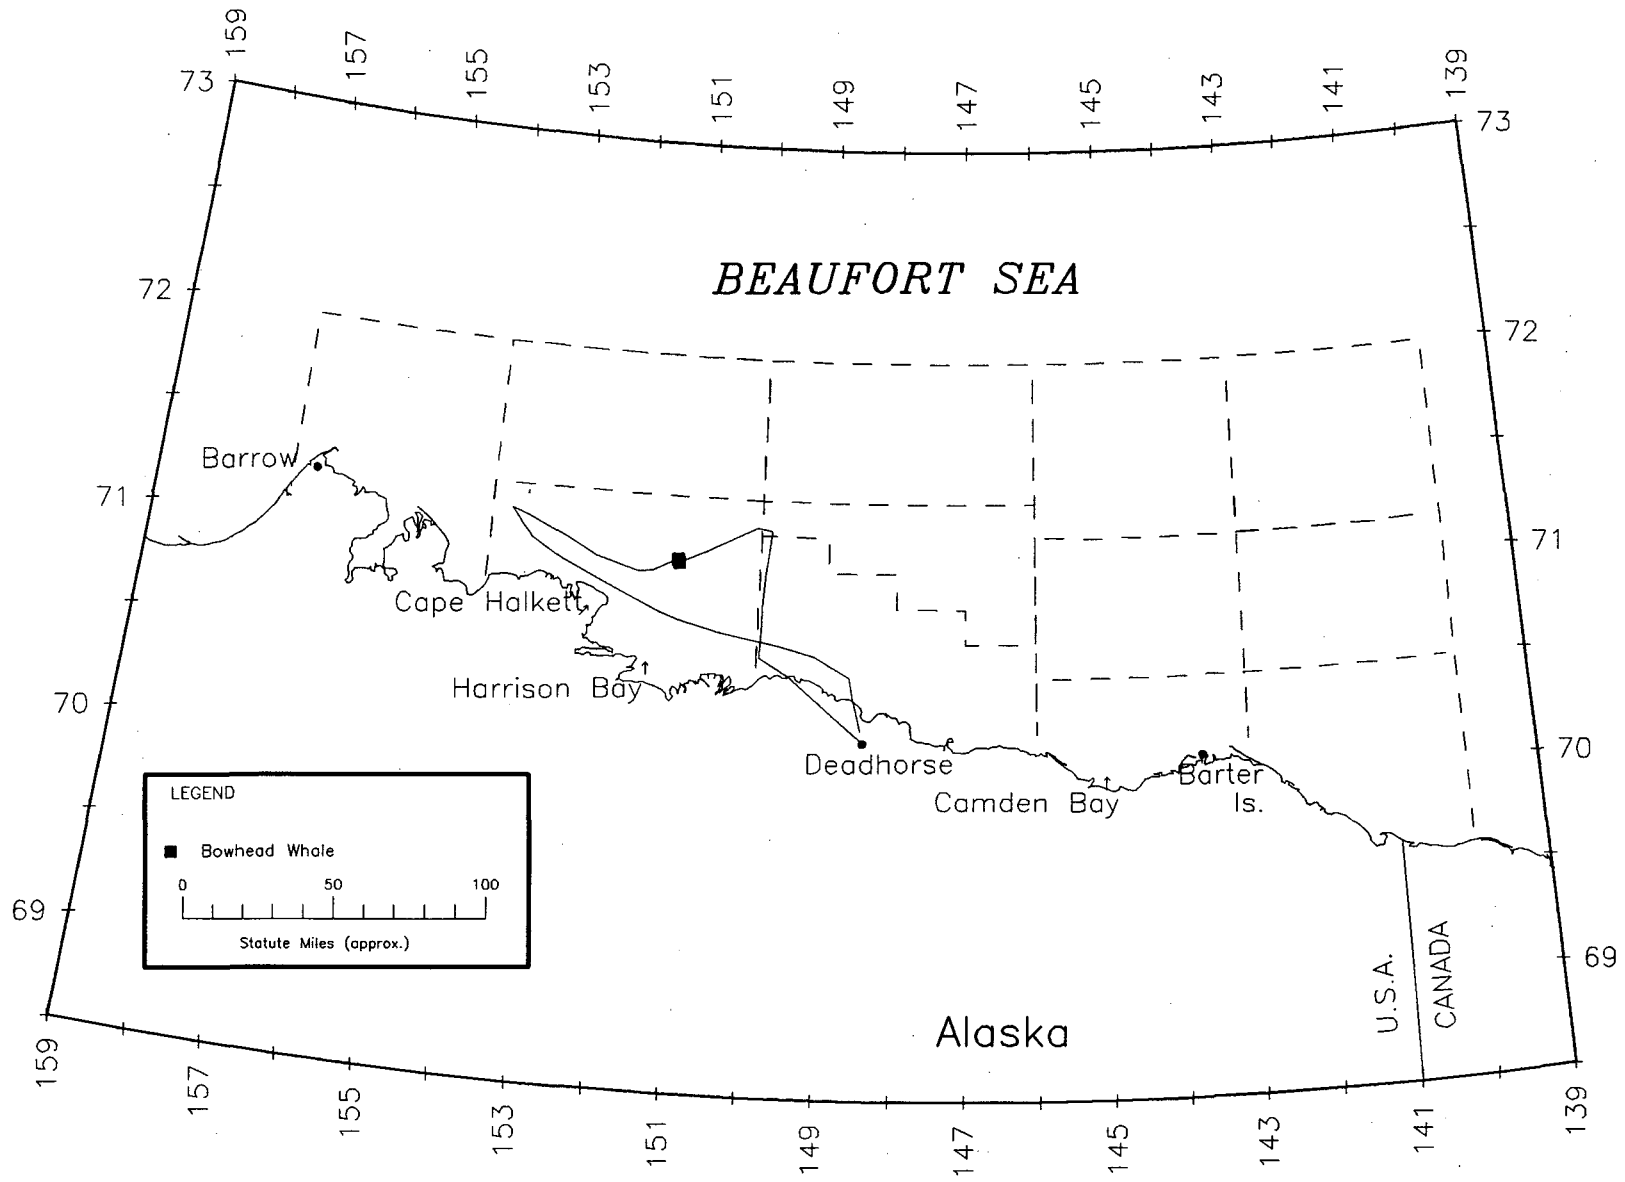 159
157
155
153
151
149
147
145
143
141
139
73
73
BEAUFORT SEA
72
72
Barrow
71
71
Cape Halkett
Harrison Bay
70
70
Deadhorse
Barter
Is.
Camden Bay
LEGEND
Bowhead Whale
0 50 100
Statute Miles (approx.)
69
69
U.S.A.
CANADA
Alaska
159
157
155
153
151
149
147
145
143
141
139